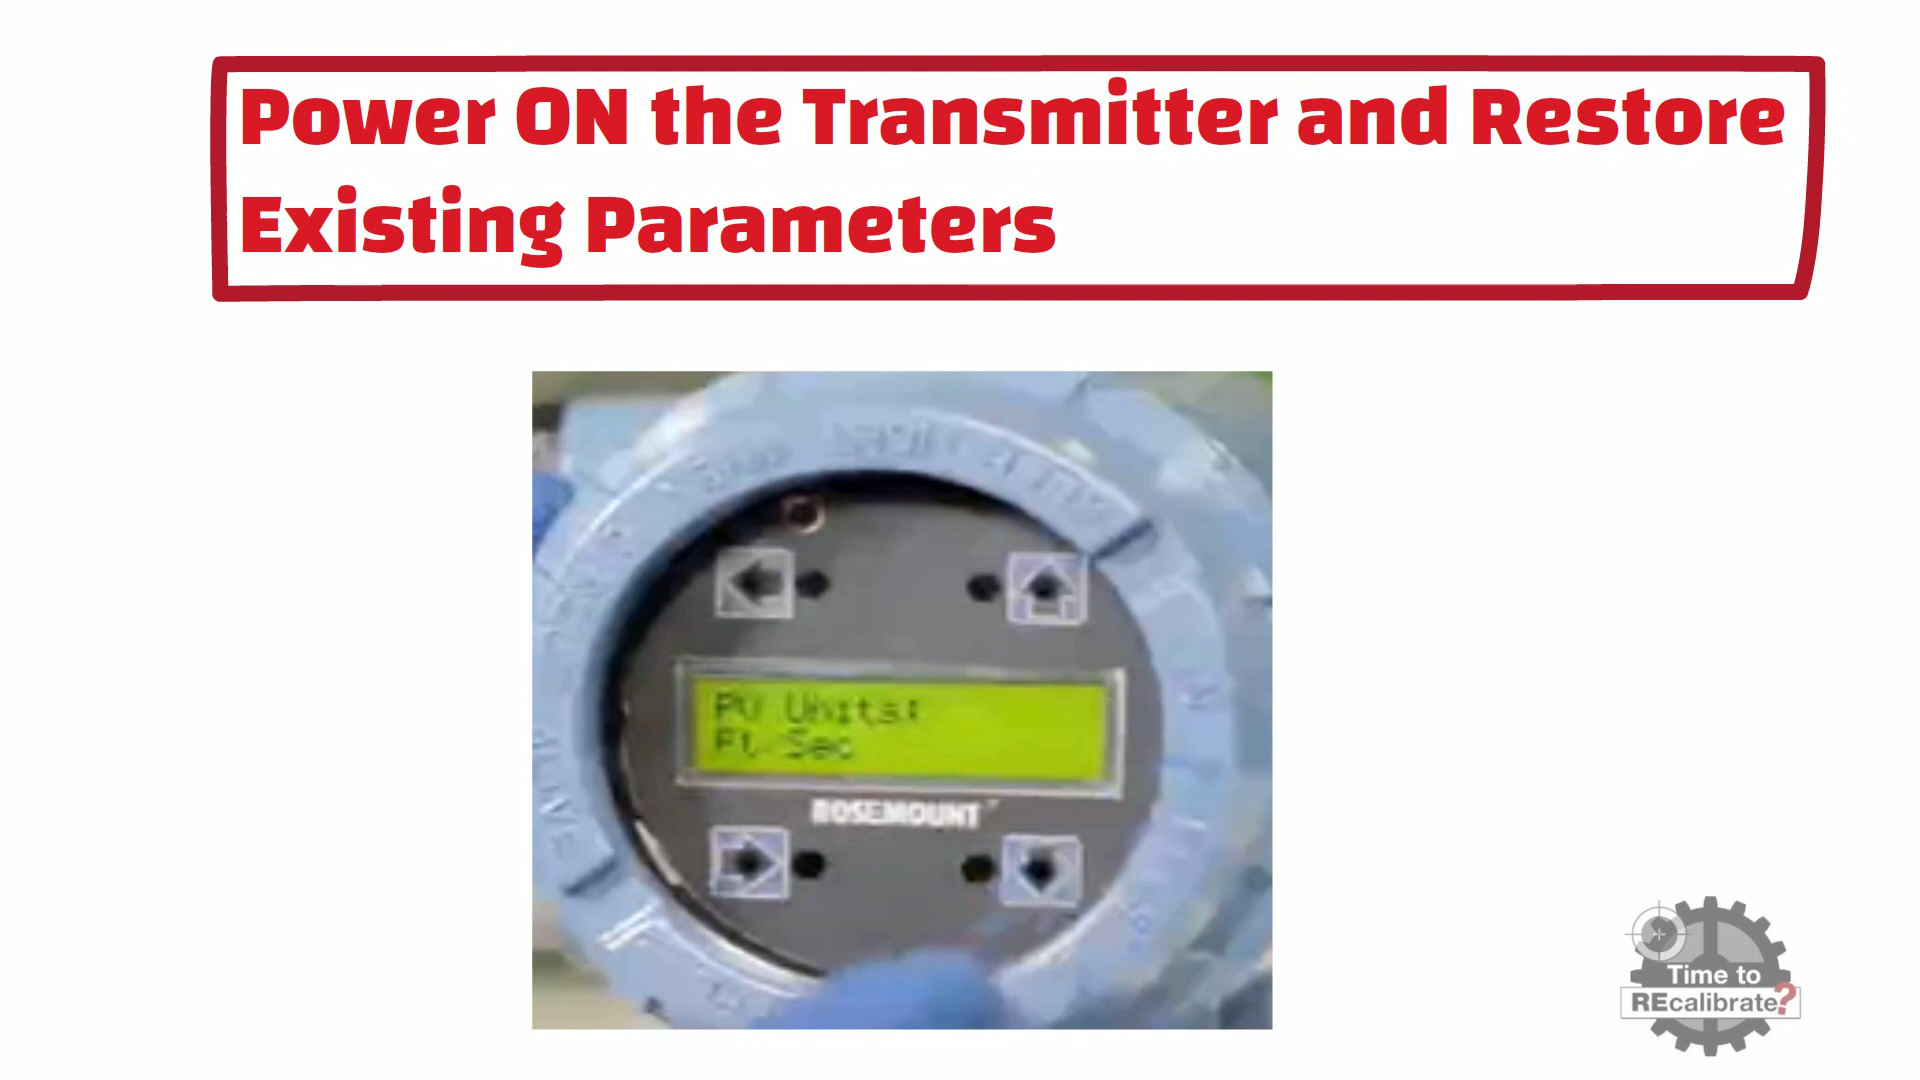 Power ON the Transmitter and Restore
Existing Parameters
PV Units:
Ft/Sec
ROSEMOUNT
Time to
REcalibrate?